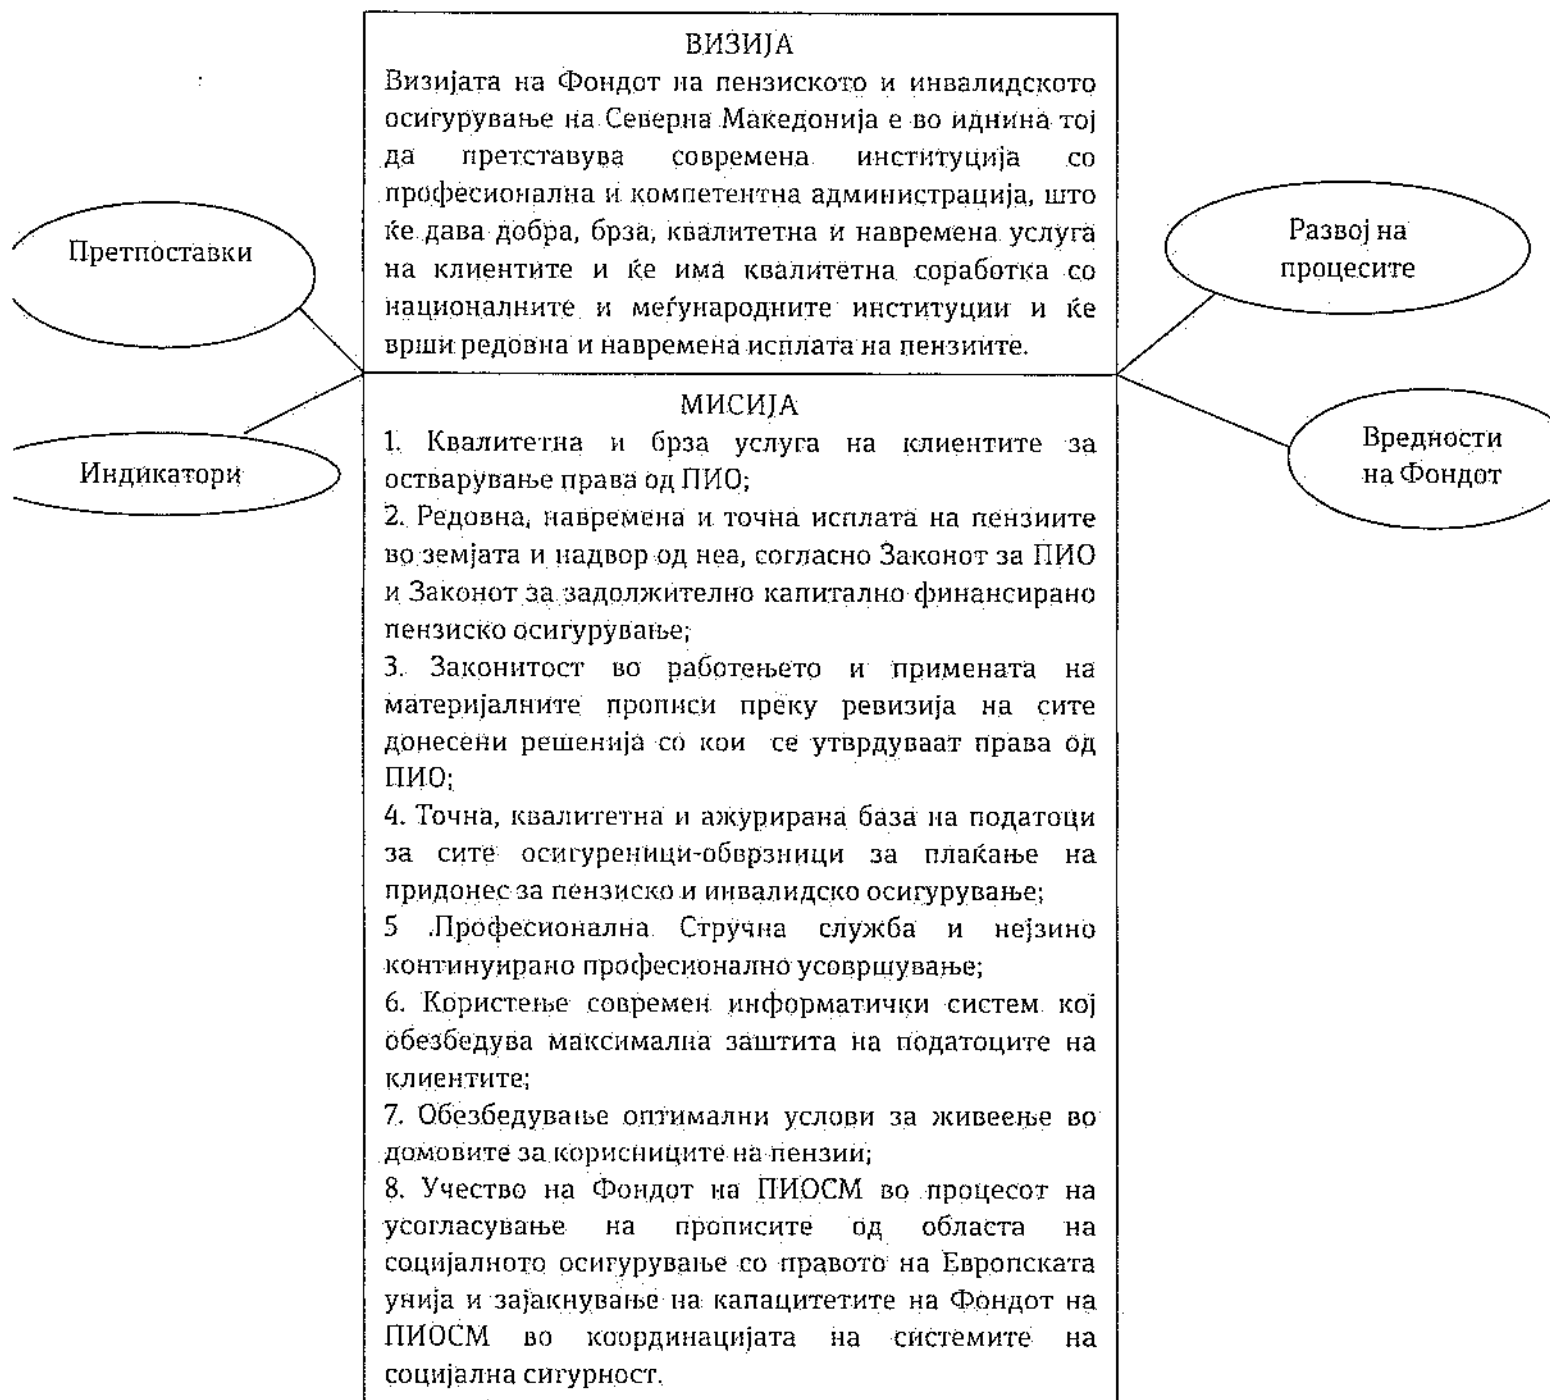 ВИЗИЈА
Визијата на Фондот на пензиското и инвалидското
осигурување на Северна Македонија е во иднина тој
да претставува современа институција со
професионална и компетентна администрација, што
ќе дава добра, брза, квалитетна и навремена услуга
на клиентите и ќе има квалитетна соработка со
националните и меѓународните институции и ќе
врши редовна и навремена исплата на пензиите.
Претпоставки
Развој на
процесите
Индикатори
Вредности
на Фондот
МИСИЈА
1. Квалитетна и брза услуга на клиентите за
остварување права од ПИО;
2. Редовна, навремена и точна исплата на пензиите
во земјата и надвор од неа, согласно Законот за ПИО
и Законот за задолжително капитално финансирано
пензиско осигурување;
3. Законитост во работењето и примената на
материјалните прописи преку ревизија на сите
донесени решенија со кои се утврдуваат права од
ПИО;
4. Точна, квалитетна и ажурирана база на податоци
за сите осигуреници-обврзници за плаќање на
придонес за пензиско и инвалидско осигурување;
5 .Професионална Стручна служба и нејзино
континуирано професионално усовршување;
6. Користење современ информатички систем кој
обезбедува максимална заштита на податоците на
клиентите;
7. Обезбедување оптимални услови за живеење во
домовите за корисниците на пензии;
8. Учество на Фондот на ПИОСМ во процесот на
усогласување на прописите од областа на
социјалното осигурување со правото на Европската
унија и зајакнување на капацитетите на Фондот на
ПИОСМ во координацијата на системите на
социјална сигурност.